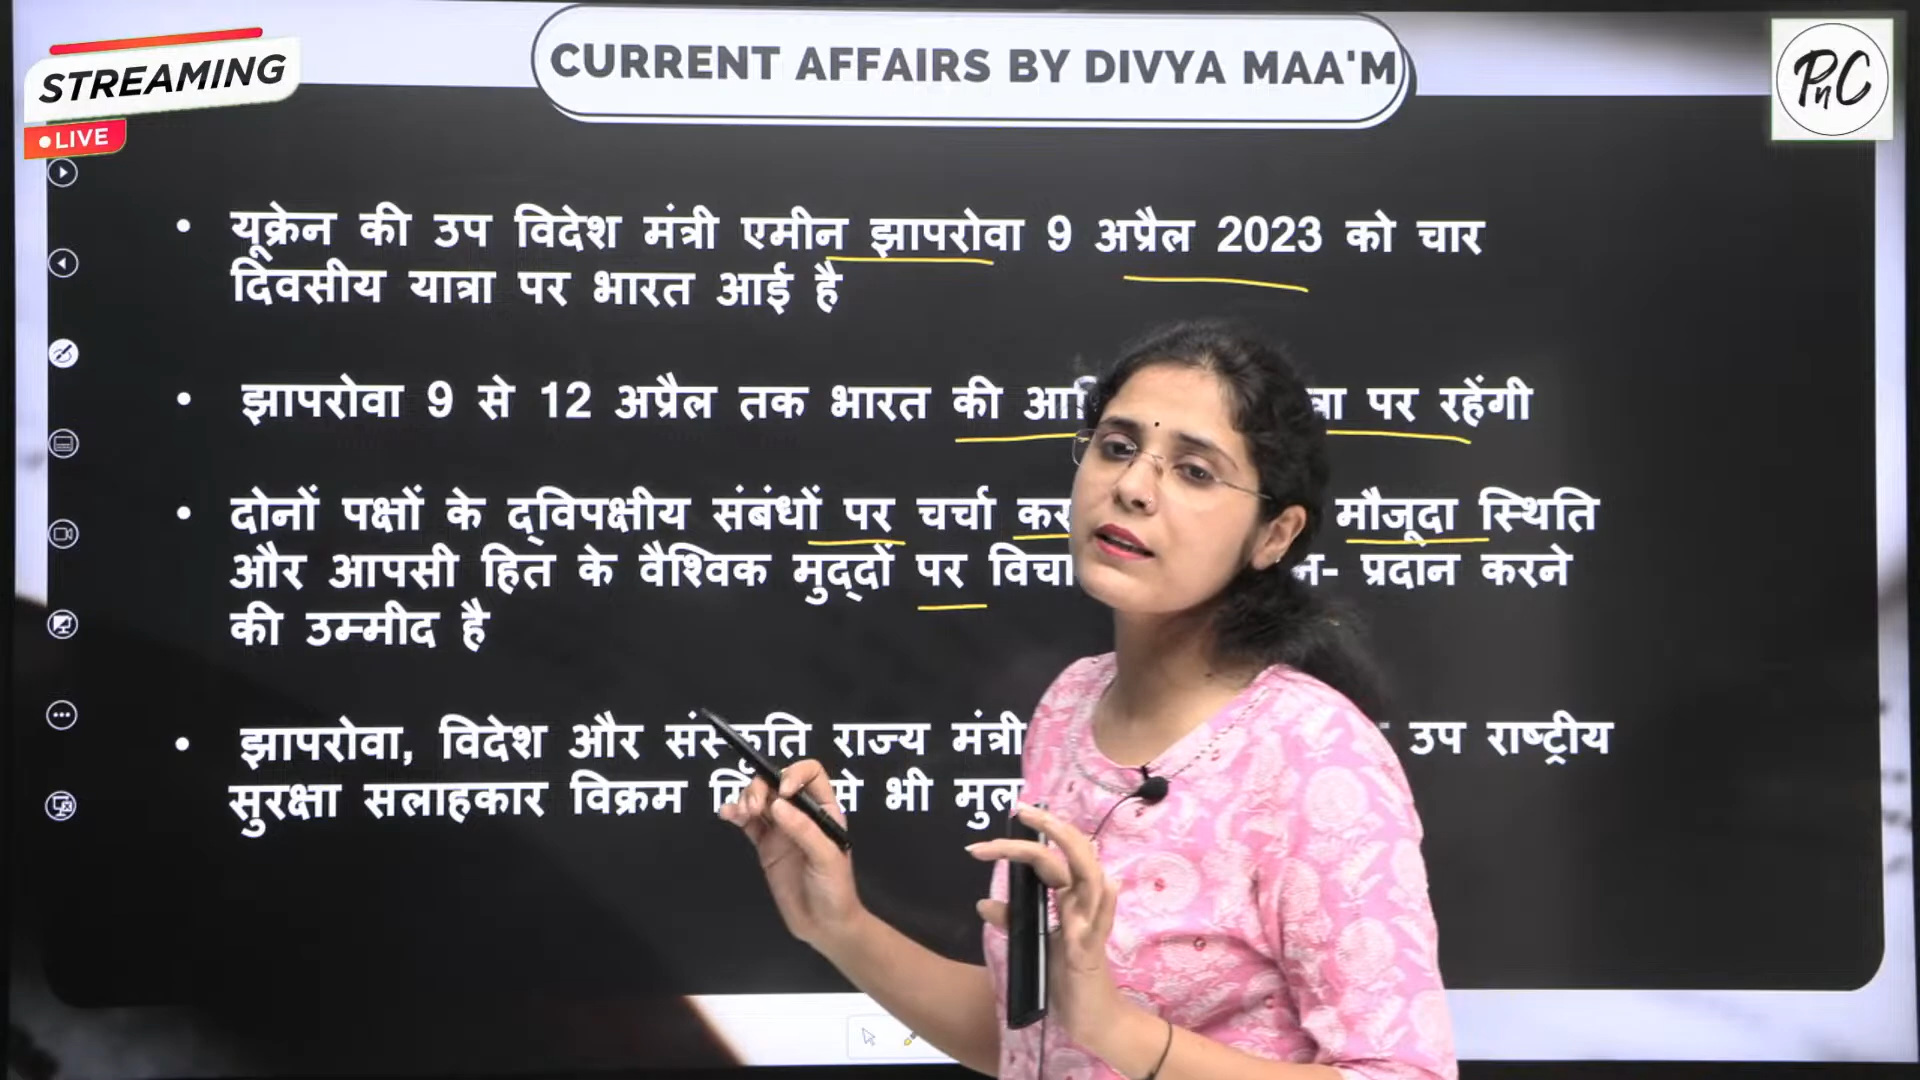 STREAMING
LIVE
CURRENT AFFAIRS BY DIVYA MAA'M
PnC
• यूक्रेन की उप विदेश मंत्री एमीन झापरोवा 9 अप्रैल 2023 को चार
दिवसीय यात्रा पर भारत आई है
• झापरोवा 9 से 12 अप्रैल तक भारत की पर रहेंगी
• दोनों पक्षों के द्विपक्षीय संबंधों पर चर्चा मौजूदा स्थिति
और आपसी हित के वैश्विक मुद्दों पर प्रदान करने
की उम्मीद है
• झापरोवा, विदेश और संस्कृति राज्य मंत्री उप राष्ट्रीय
सुरक्षा सलाहकार विक्रम से भी